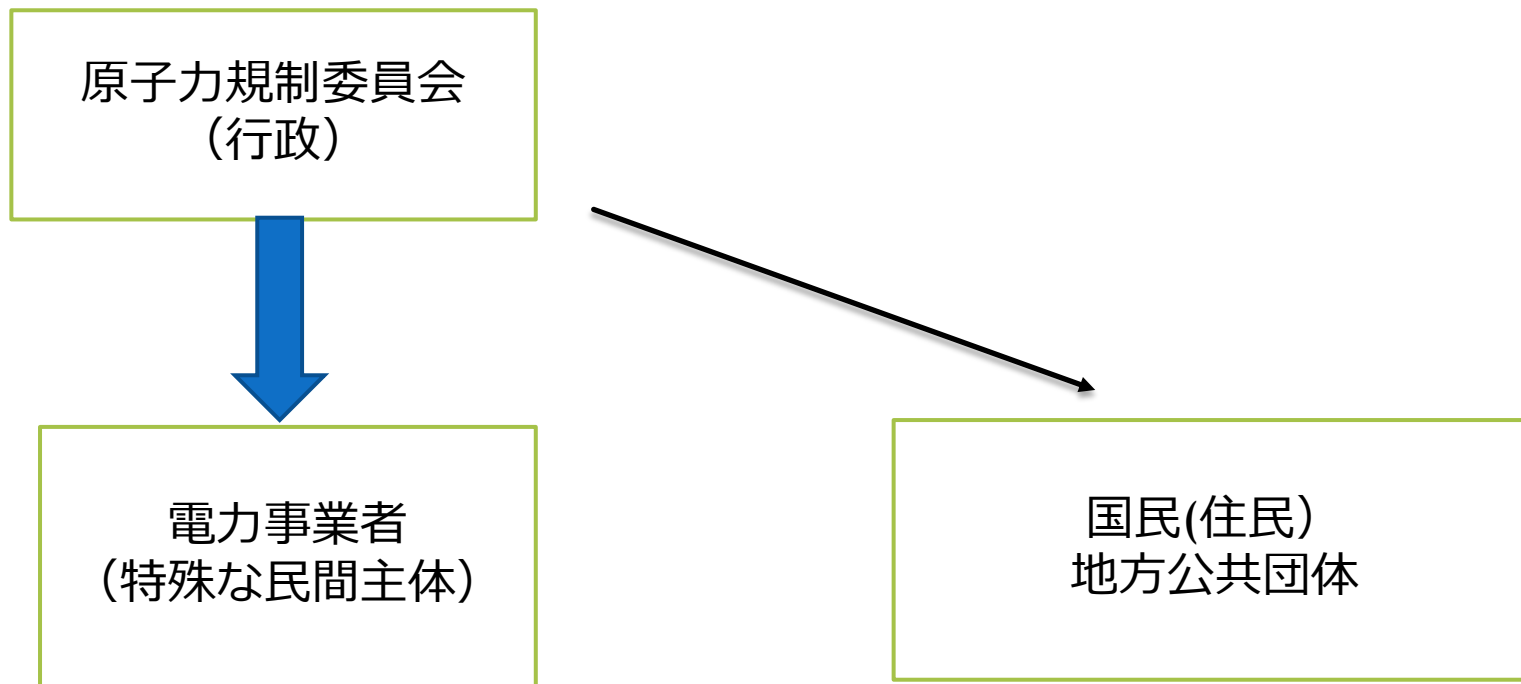 原子力規制委員会
（行政）
電力事業者
（特殊な民間主体）
国民(住民）
地方公共団体